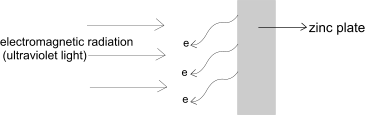 e
zinc plate
electromagnetic radiation
(ultraviolet light)
e
e